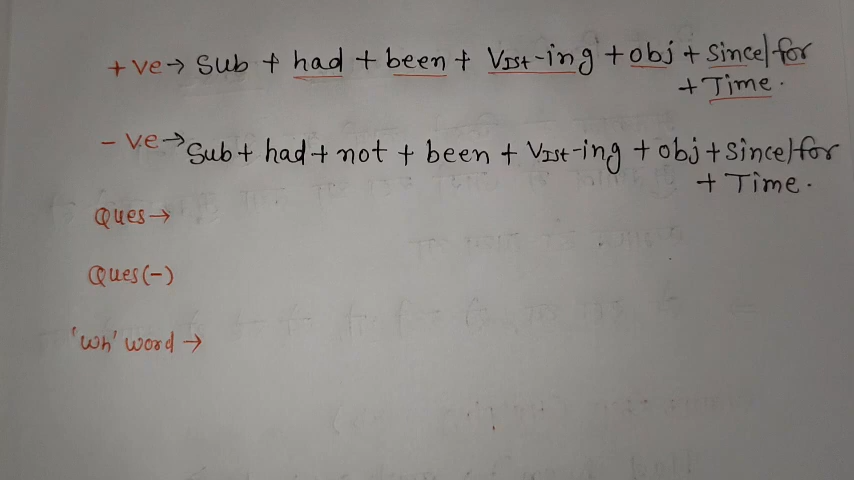 +ve → Sub + had + been + VIst-ing + obj + Since/for
+ Time.
- ve → Sub + had + not + been + VIst-ing + obj + Since/for
+ Time.
Ques →
Ques(-)
'Wh' word →